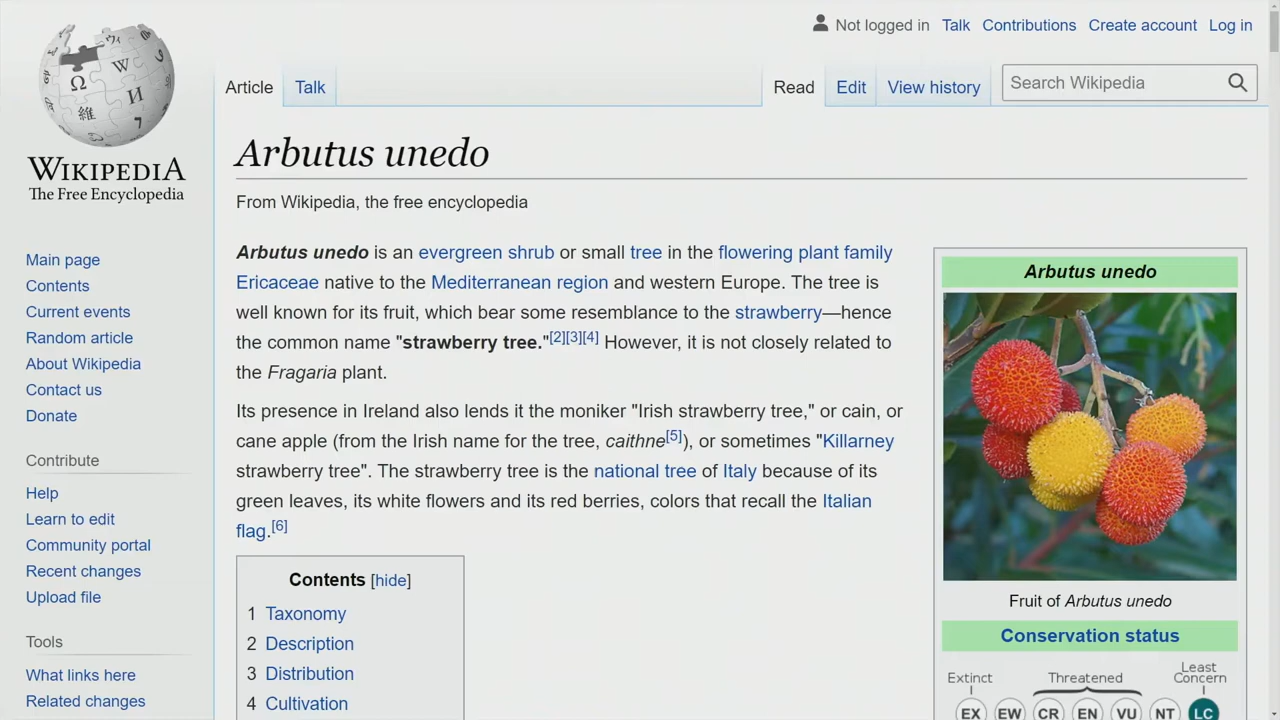 Not logged in Talk Contributions Create account Log in
Article Talk Read Edit View history Search Wikipedia
WIKIPEDIA
The Free Encyclopedia
Main page
Contents
Current events
Random article
About Wikipedia
Contact us
Donate
Contribute
Help
Learn to edit
Community portal
Recent changes
Upload file
Tools
What links here
Related changes
Arbutus unedo
From Wikipedia, the free encyclopedia
Arbutus unedo is an evergreen shrub or small tree in the flowering plant family
Ericaceae native to the Mediterranean region and western Europe. The tree is
well known for its fruit, which bear some resemblance to the strawberry—hence
the common name "strawberry tree."[2][3][4] However, it is not closely related to
the Fragaria plant.
Its presence in Ireland also lends it the moniker "Irish strawberry tree," or cain, or
cane apple (from the Irish name for the tree, caithne[5]), or sometimes "Killarney
strawberry tree". The strawberry tree is the national tree of Italy because of its
green leaves, its white flowers and its red berries, colors that recall the Italian
flag.[6]
Contents [hide]
1 Taxonomy
2 Description
3 Distribution
4 Cultivation
Arbutus unedo
Fruit of Arbutus unedo
Conservation status
Extinct Threatened Least
Concern
EX EW CR EN VU NT LC